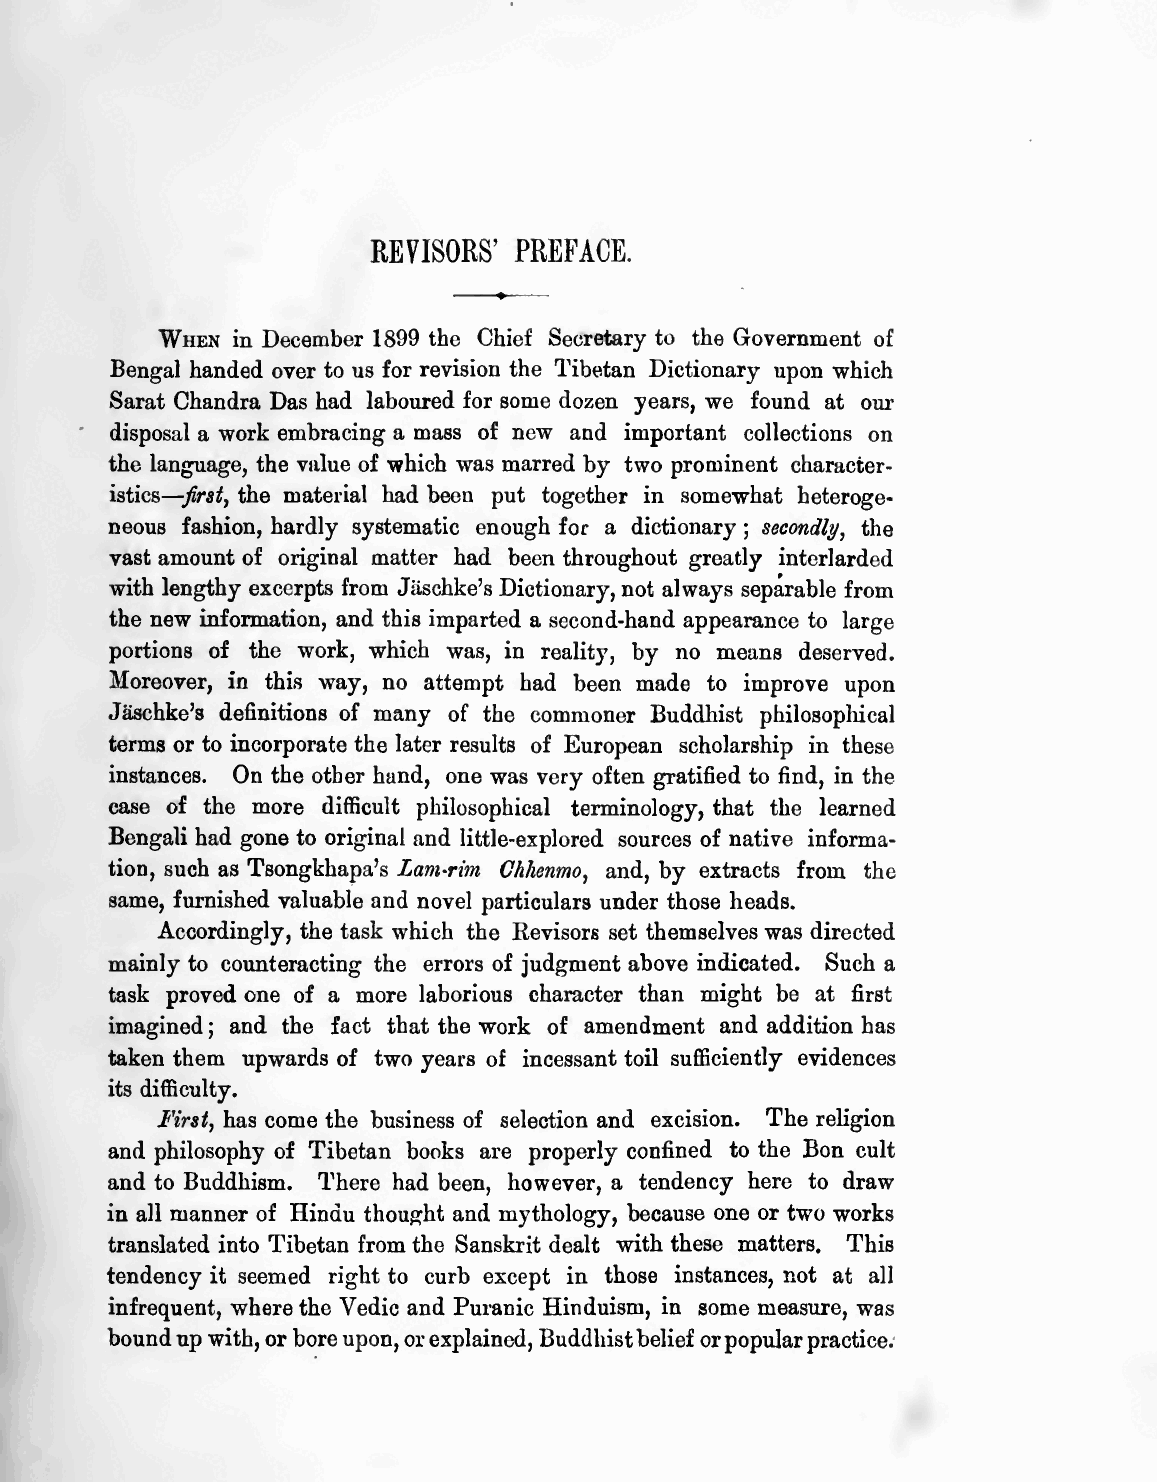 REVISORS' PREFACE.
WHEN in December 1899 the Chief Secretary to the Government of
Bengal handed over to us for revision the Tibetan Dictionary upon which
Sarat Chandra Das had laboured for some dozen years, we found at our
disposal a work embracing a mass of new and important collections on
the language, the value of which was marred by two prominent character-
istics—first, the material had been put together in somewhat heteroge-
neous fashion, hardly systematic enough for a dictionary; secondly, the
vast amount of original matter had been throughout greatly interlarded
with lengthy excerpts from Jäschke's Dictionary, not always separable from
the new information, and this imparted a second-hand appearance to large
portions of the work, which was, in reality, by no means deserved.
Moreover, in this way, no attempt had been made to improve upon
Jäschke's definitions of many of the commoner Buddhist philosophical
terms or to incorporate the later results of European scholarship in these
instances. On the other hand, one was very often gratified to find, in the
case of the more difficult philosophical terminology, that the learned
Bengali had gone to original and little-explored sources of native informa-
tion, such as Tsongkhapa's Lam-rim Chhenmo, and, by extracts from the
same, furnished valuable and novel particulars under those heads.
Accordingly, the task which the Revisors set themselves was directed
mainly to counteracting the errors of judgment above indicated. Such a
task proved one of a more laborious character than might be at first
imagined; and the fact that the work of amendment and addition has
taken them upwards of two years of incessant toil sufficiently evidences
its difficulty.
First, has come the business of selection and excision. The religion
and philosophy of Tibetan books are properly confined to the Bon cult
and to Buddhism. There had been, however, a tendency here to draw
in all manner of Hindu thought and mythology, because one or two works
translated into Tibetan from the Sanskrit dealt with these matters. This
tendency it seemed right to curb except in those instances, not at all
infrequent, where the Vedic and Puranic Hinduism, in some measure, was
bound up with, or bore upon, or explained, Buddhist belief or popular practice.